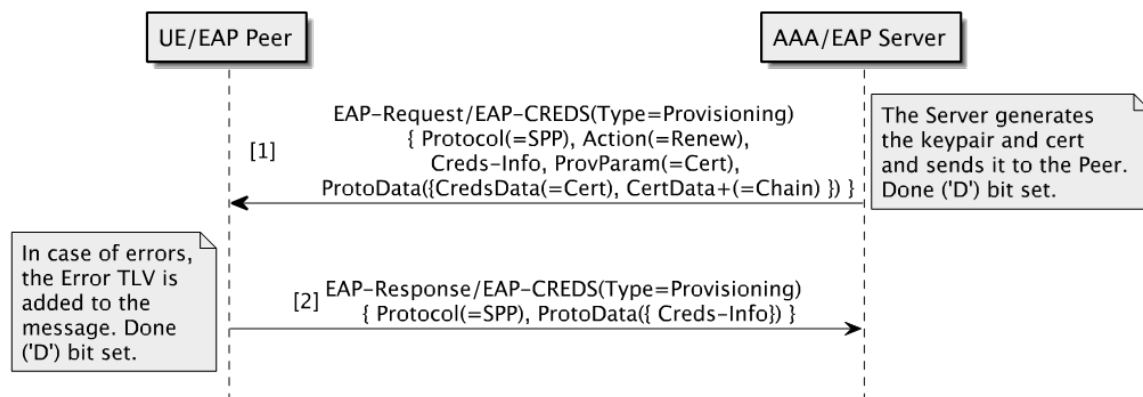 UE/EAP Peer
AAA/EAP Server
EAP-Request/EAP-CREDS(Type=Provisioning)
{ Protocol(=SPP), Action(=Renew),
[1]
Creds-Info, ProvParam(=Cert),
ProtoData({CredsData(=Cert), CertData+(=Chain) }) }
The Server generates
the keypair and cert
and sends it to the Peer.
Done ('D') bit set.
In case of errors,
the Error TLV is
added to the
message. Done
('D') bit set.
[2]
EAP-Response/EAP-CREDS(Type=Provisioning)
{ Protocol(=SPP), ProtoData({ Creds-Info}) }